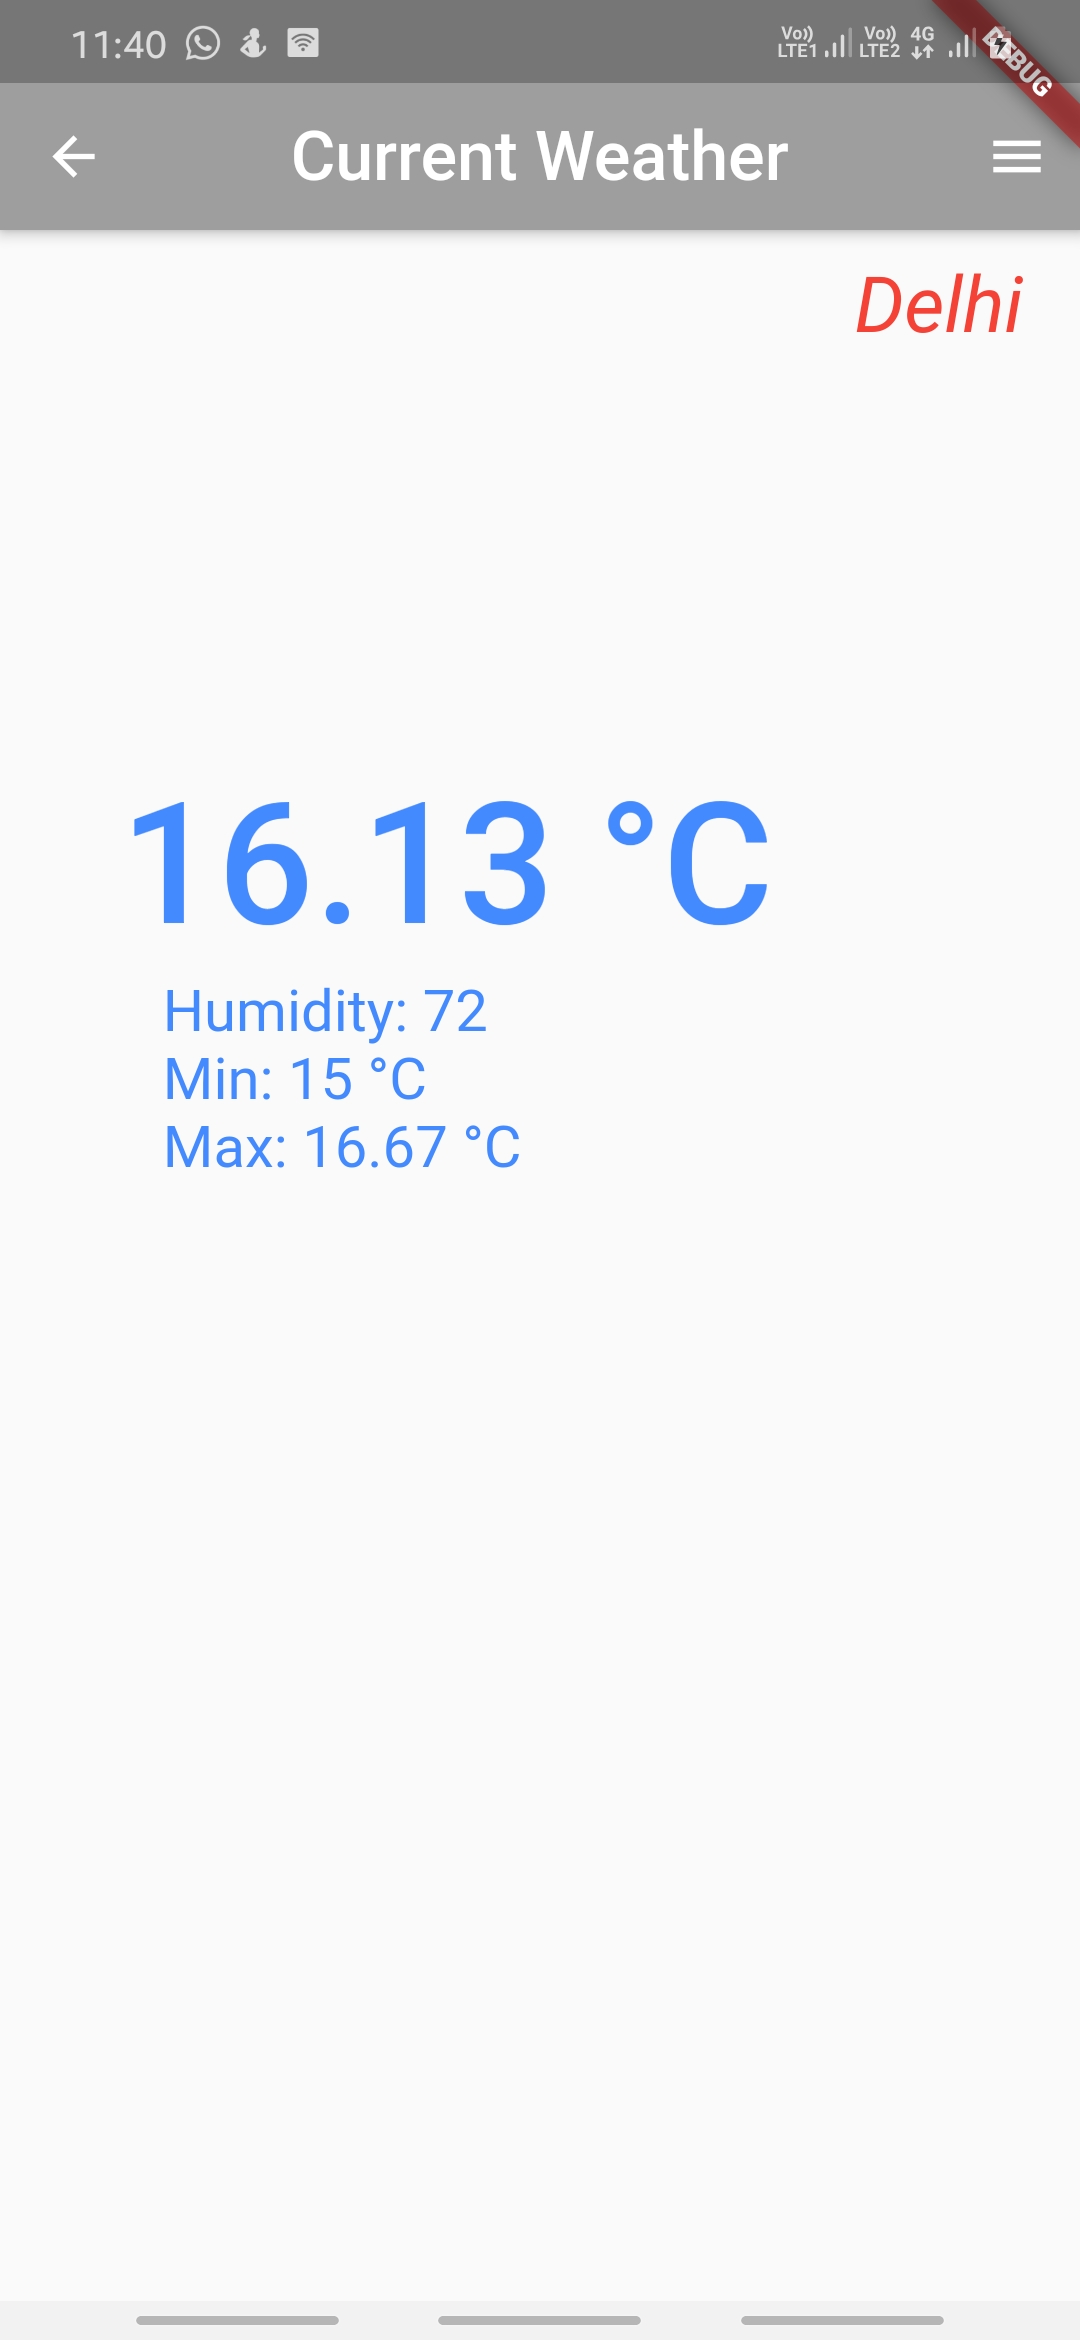 11:40 Vo)) LTE1 Vo)) LTE2 4G
DEBUG
Current Weather
Delhi
16.13 °C
Humidity: 72
Min: 15 °C
Max: 16.67 °C